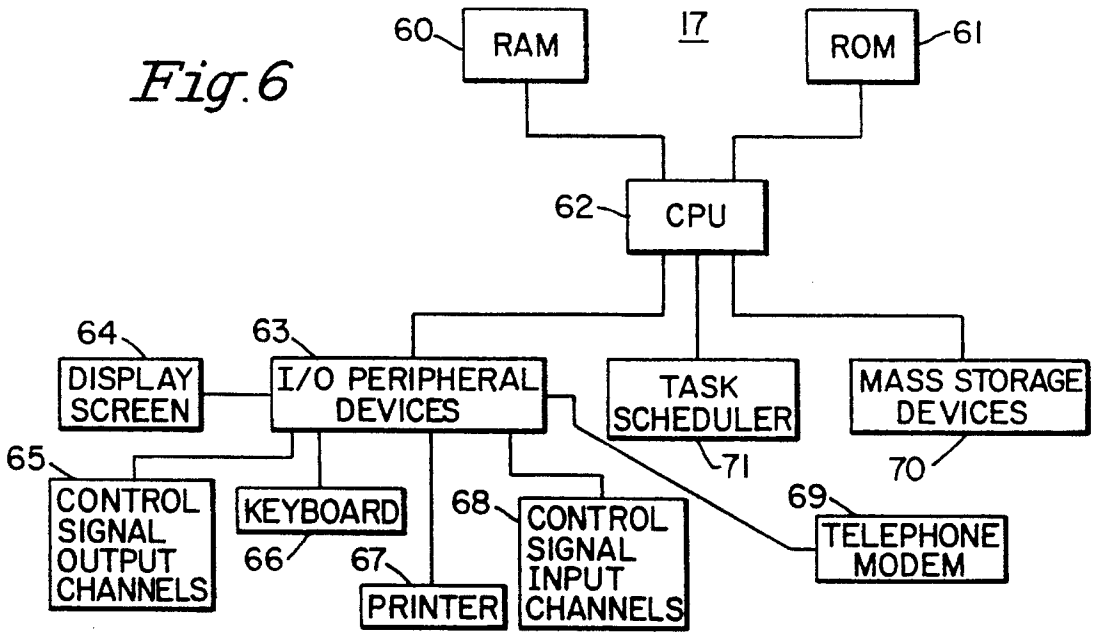 60
RAM
17
ROM
61
Fig. 6
62
CPU
64
DISPLAY
SCREEN
63
I/O PERIPHERAL
DEVICES
TASK
SCHEDULER
71
MASS STORAGE
DEVICES
70
65
CONTROL
SIGNAL
OUTPUT
CHANNELS
KEYBOARD
66
67
PRINTER
68
CONTROL
SIGNAL
INPUT
CHANNELS
69
TELEPHONE
MODEM